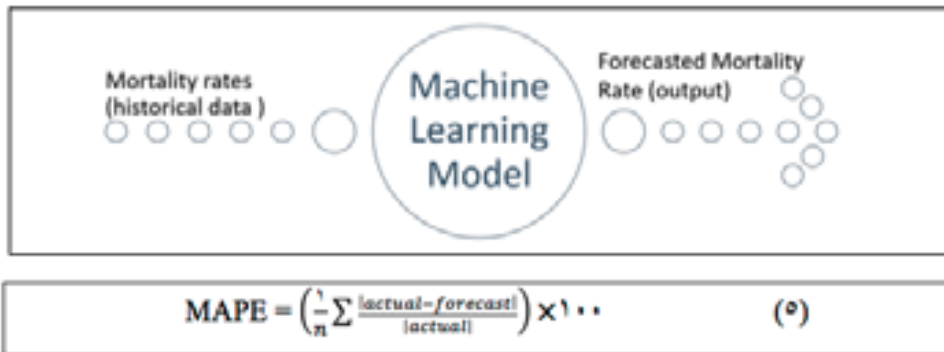 Mortality rates
(historical data )
Machine
Learning
Model
Forecasted Mortality
Rate (output)
MAPE = (١/n ∑ |actual−forecast|/|actual|) ×١٠٠ (٥)